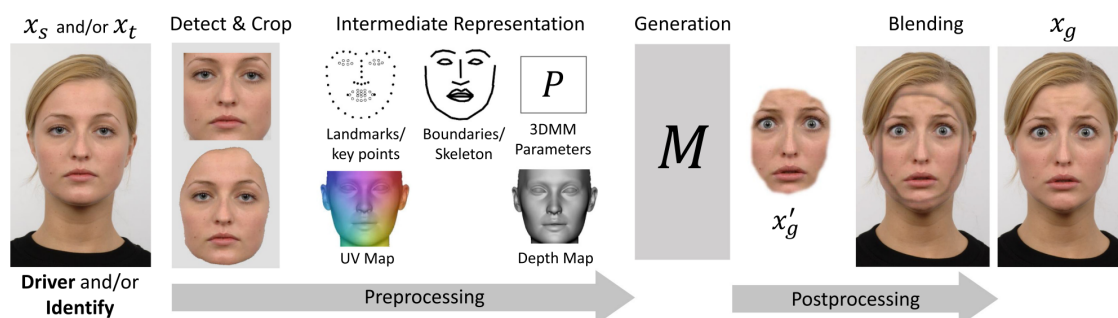 x_s and/or x_t
Detect & Crop
Intermediate Representation
Generation
Blending
x_g
Landmarks/
key points
Boundaries/
Skeleton
P
3DMM
Parameters
UV Map
Depth Map
M
x'_g
Driver and/or
Identify
Preprocessing
Postprocessing